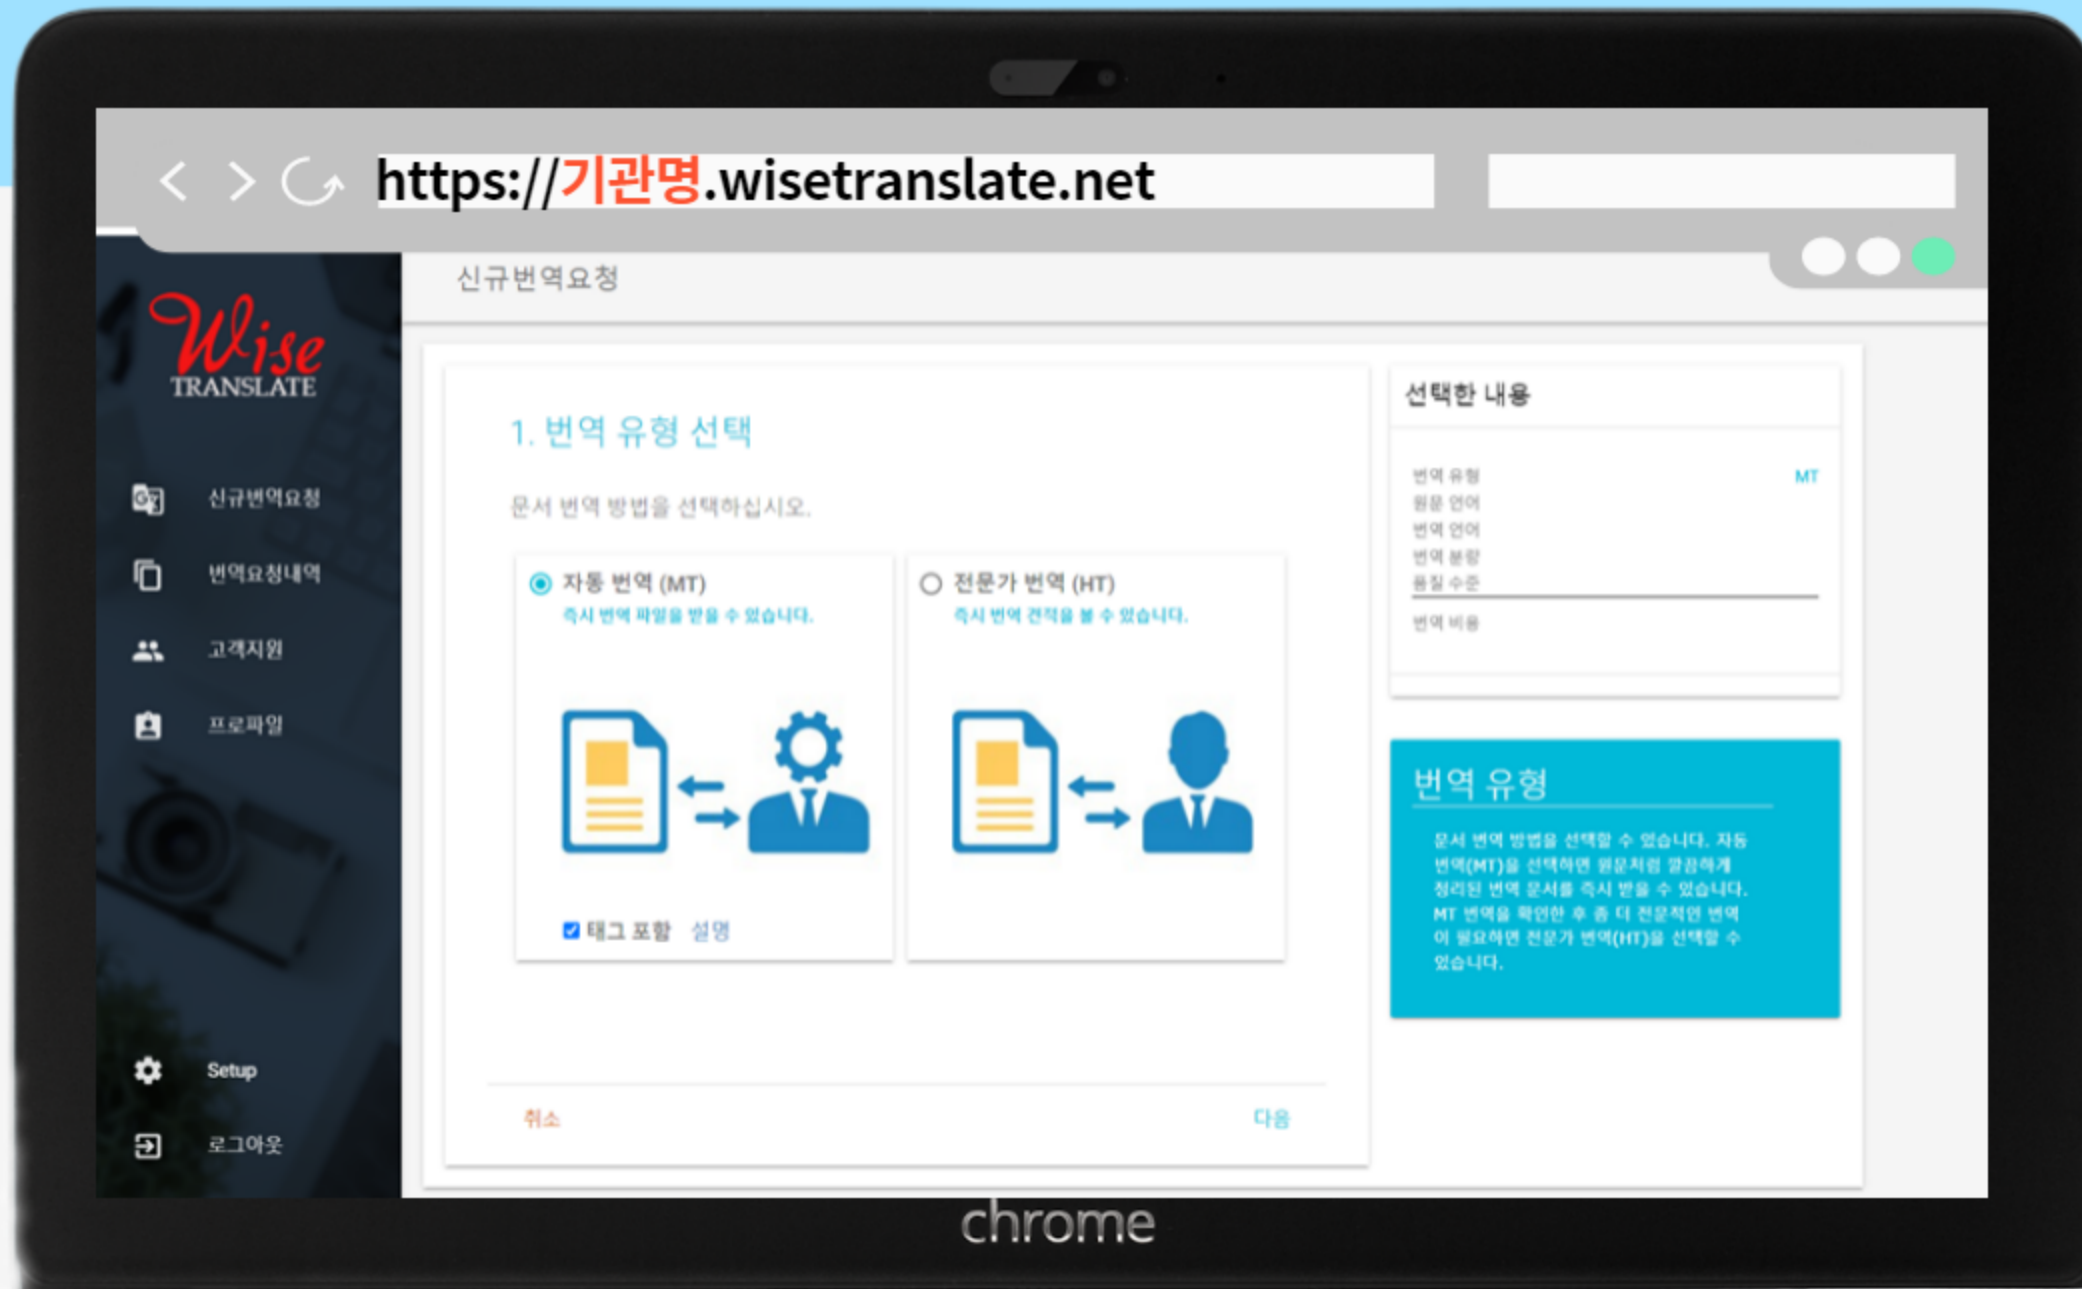 https://기관명.wisetranslate.net
Wise
TRANSLATE
신규번역요청
번역요청내역
고객지원
프로파일
Setup
로그아웃
신규번역요청
1. 번역 유형 선택
문서 번역 방법을 선택하십시오.
자동 번역 (MT)
즉시 번역 파일을 받을 수 있습니다.
태그 포함 설명
전문가 번역 (HT)
즉시 번역 견적을 볼 수 있습니다.
취소
다음
선택한 내용
번역 유형 MT
원문 언어
번역 언어
번역 분량
품질 수준
번역 비용
번역 유형
문서 번역 방법을 선택할 수 있습니다. 자동
번역(MT)을 선택하면 원문처럼 깔끔하게
정리된 번역 문서를 즉시 받을 수 있습니다.
MT 번역을 확인한 후 좀 더 전문적인 번역
이 필요하면 전문가 번역(HT)을 선택할 수
있습니다.
chrome